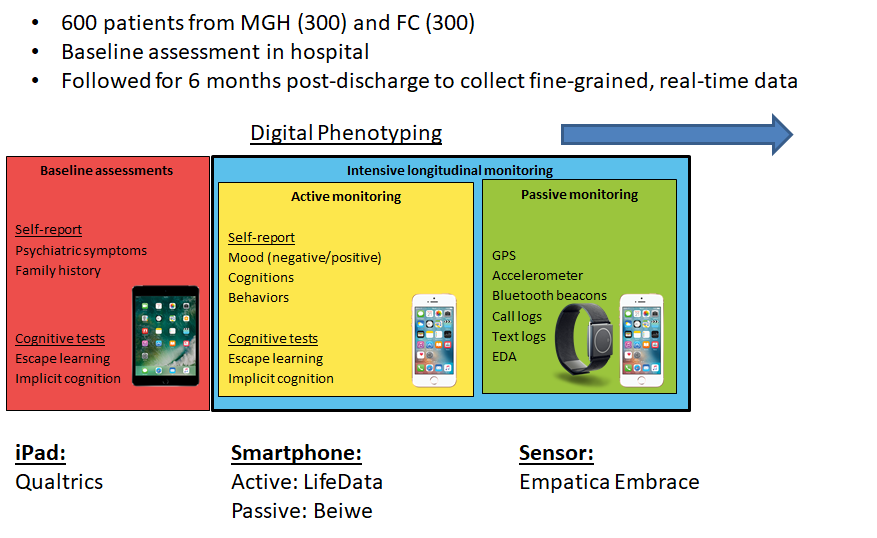 • 600 patients from MGH (300) and FC (300)
• Baseline assessment in hospital
• Followed for 6 months post-discharge to collect fine-grained, real-time data
Digital Phenotyping
Baseline assessments
Self-report
Psychiatric symptoms
Family history
Cognitive tests
Escape learning
Implicit cognition
Intensive longitudinal monitoring
Active monitoring
Self-report
Mood (negative/positive)
Cognitions
Behaviors
Cognitive tests
Escape learning
Implicit cognition
Passive monitoring
GPS
Accelerometer
Bluetooth beacons
Call logs
Text logs
EDA
iPad:
Qualtrics
Smartphone:
Active: LifeData
Passive: Beiwe
Sensor:
Empatica Embrace